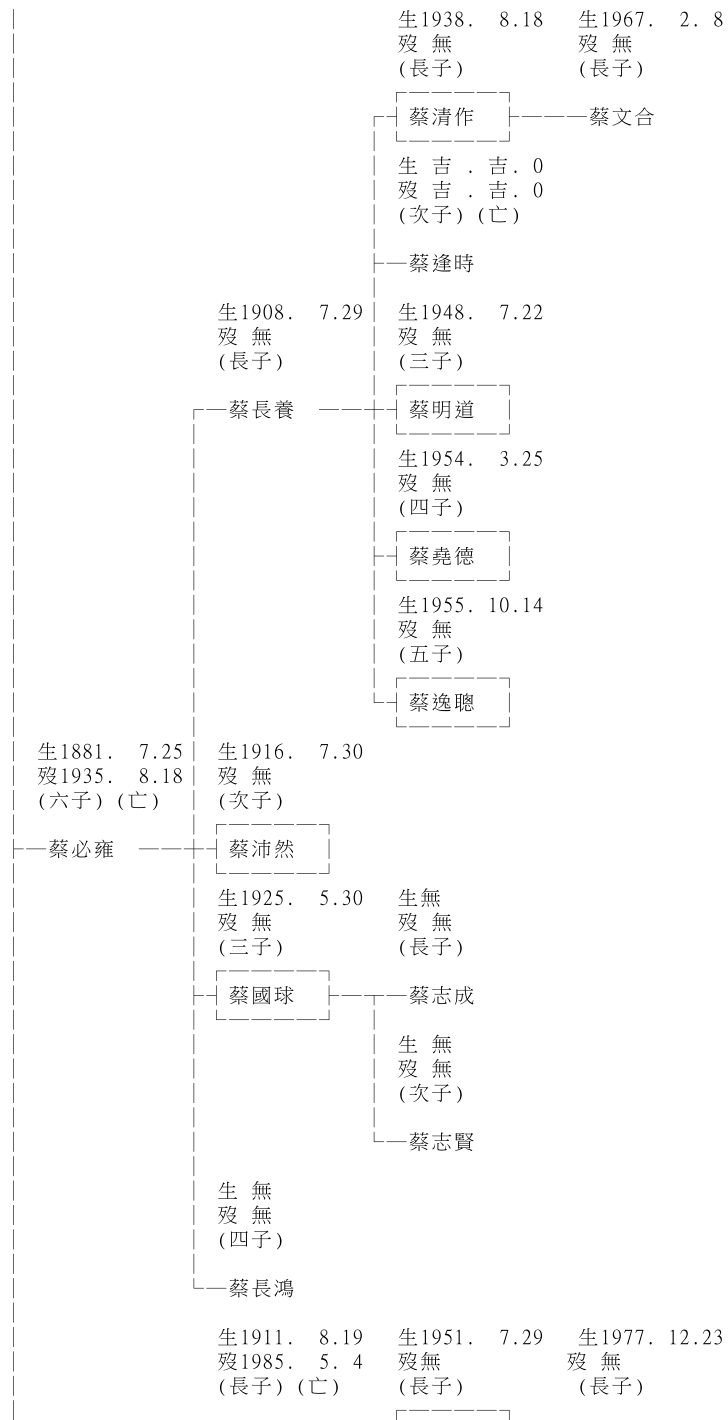 生1938. 8.18 生1967. 2. 8
歿 無 歿 無
(長子) (長子)
蔡清作 蔡文合
生 吉 . 吉. 0
歿 吉 . 吉. 0
(次子) (亡)
蔡逢時
生1908. 7.29 生1948. 7.22
歿 無 歿 無
(長子) (三子)
蔡長養 蔡明道
生1954. 3.25
歿 無
(四子)
蔡堯德
生1955. 10.14
歿 無
(五子)
蔡逸聰
生1881. 7.25 生1916. 7.30
歿1935. 8.18 歿 無
(六子) (亡) (次子)
蔡必雍 蔡沛然
生1925. 5.30 生無
歿 無 歿 無
(三子) (長子)
蔡國球 蔡志成
生 無
歿 無
(次子)
蔡志賢
生 無
歿 無
(四子)
蔡長鴻
生1911. 8.19 生1951. 7.29 生1977. 12.23
歿1985. 5. 4 歿無 歿 無
(長子) (亡) (長子) (長子)